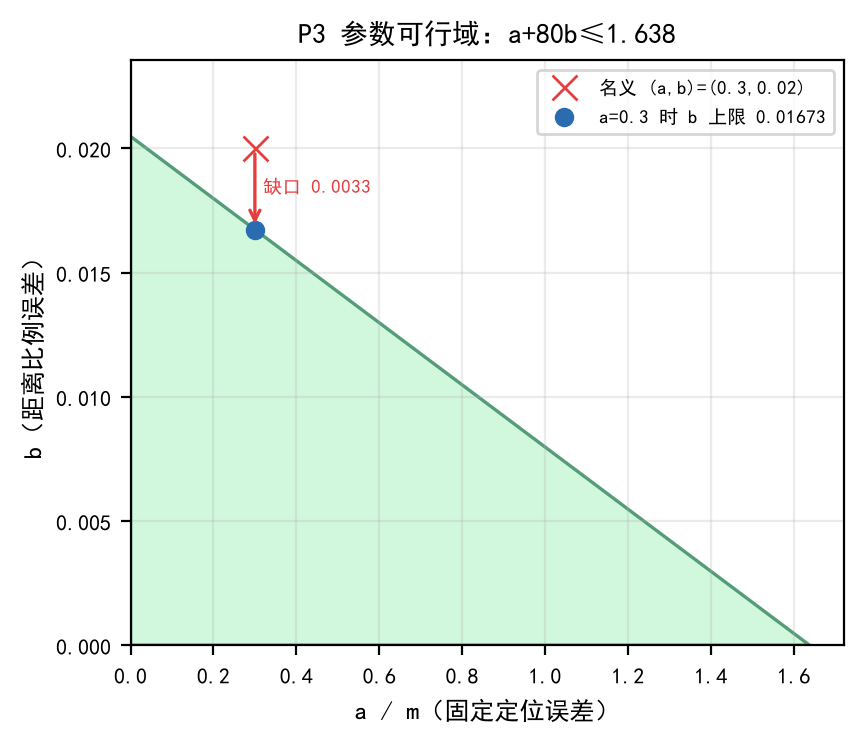 P3 参数可行域：a+80b≤1.638
名义 (a,b)=(0.3,0.02)
a=0.3 时 b 上限 0.01673
缺口 0.0033
b（距离比例误差）
0.020
0.015
0.010
0.005
0.000
0.0 0.2 0.4 0.6 0.8 1.0 1.2 1.4 1.6
a / m（固定定位误差）